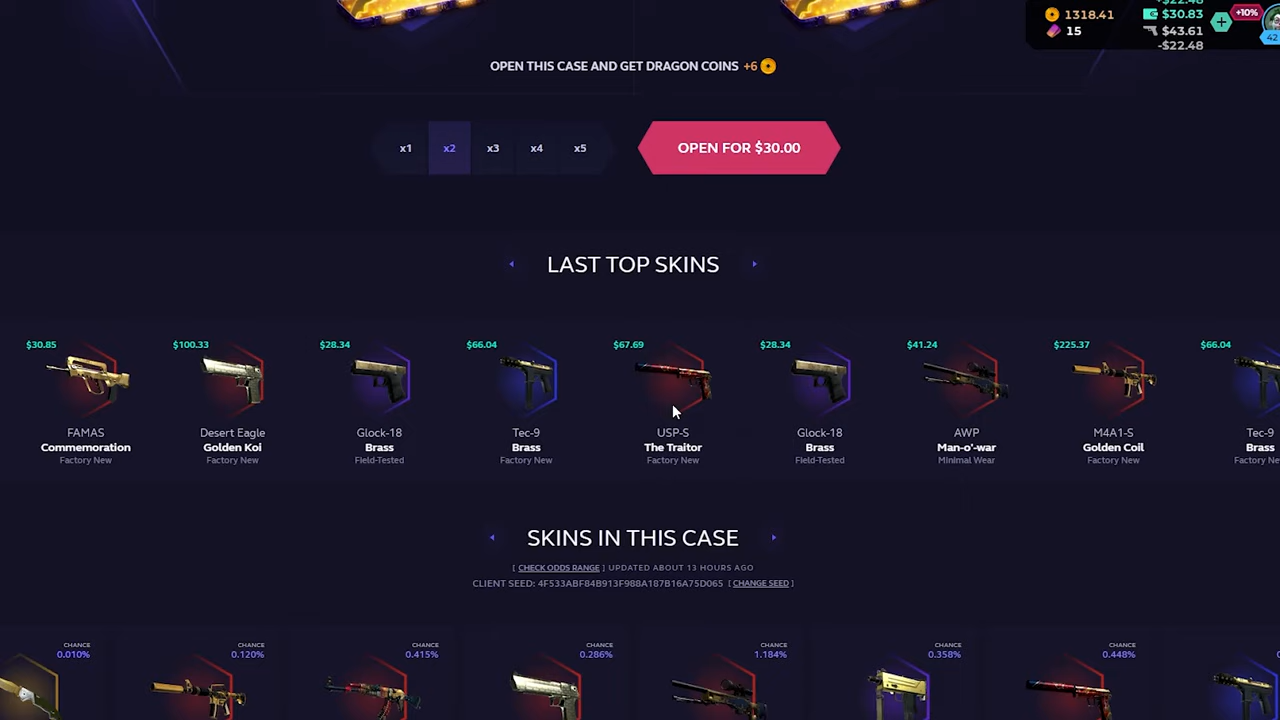 +$22.48
1318.41
$30.83
+10%
15
$43.61
-$22.48
42
OPEN THIS CASE AND GET DRAGON COINS +6
x1 x2 x3 x4 x5
OPEN FOR $30.00
LAST TOP SKINS
$30.85 $100.33 $28.34 $66.04 $67.69 $28.34 $41.24 $225.37 $66.04
FAMAS Desert Eagle Glock-18 Tec-9 USP-S Glock-18 AWP M4A1-S Tec-9
Commemoration Golden Koi Brass Brass The Traitor Brass Man-o'-war Golden Coil Brass
Factory New Factory New Field-Tested Factory New Factory New Field-Tested Minimal Wear Factory New Factory Ne
SKINS IN THIS CASE
[ CHECK ODDS RANGE ] UPDATED ABOUT 13 HOURS AGO
CLIENT SEED: 4F533ABF84B913F988A187B16A75D065 [ CHANGE SEED ]
CHANCE CHANCE CHANCE CHANCE CHANCE CHANCE CHANCE
0.010% 0.120% 0.415% 0.286% 1.184% 0.358% 0.448%